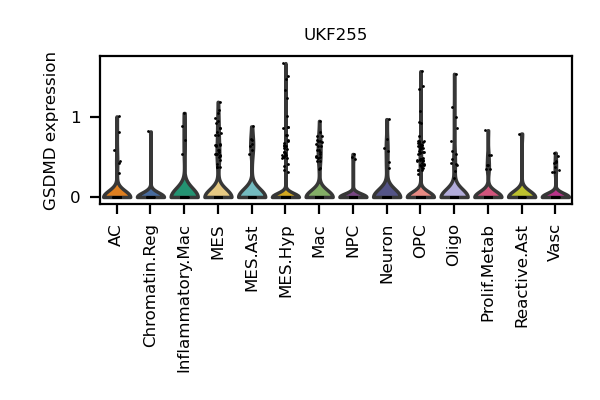 UKF255
GSDMD expression
1
0
AC
Chromatin.Reg
Inflammatory.Mac
MES
MES.Ast
MES.Hyp
Mac
NPC
Neuron
OPC
Oligo
Prolif.Metab
Reactive.Ast
Vasc